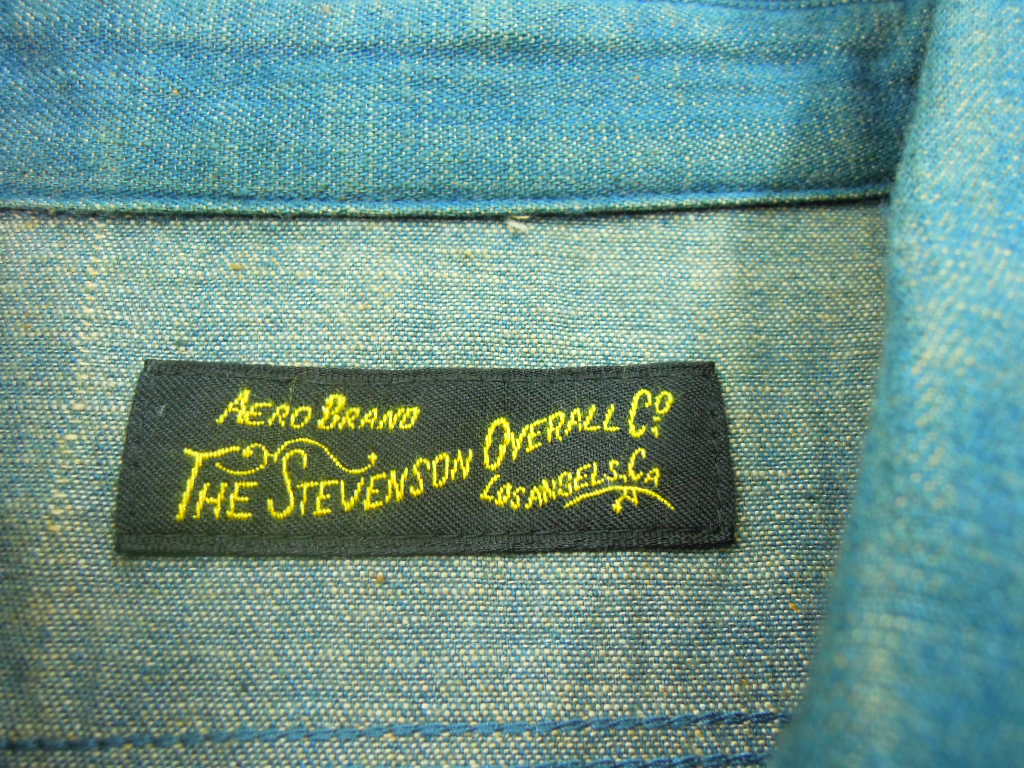 AERO BRAND
THE STEVENSON OVERALL CO.
LOS ANGELS, CA